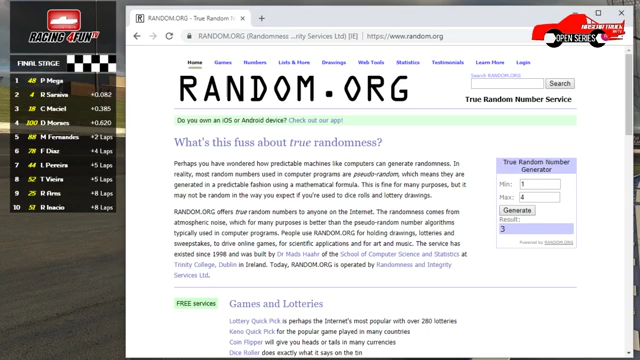 RACING 4FUN TV
FINAL STAGE
1 48 P Mega
2 4 R Saraiva +0.082
3 18 C Maciel +0.385
4 100 D Moraes +0.620
5 88 M Fernandes +2 Laps
6 78 F Diaz +4 Laps
7 44 L Pereira +5 Laps
8 52 T Vieira +5 Laps
9 25 R Arns +8 Laps
10 51 R Inacio +8 Laps
RANDOM.ORG - True Random N
RANDOM.ORG (Randomness ...rity Services Ltd) [IE]
https://www.random.org
OPEN SERIES
Home Games Numbers Lists & More Drawings Web Tools Statistics Testimonials Learn More Login
Search RANDOM.ORG
Search
RANDOM.ORG
True Random Number Service
Do you own an iOS or Android device? Check out our app!
What's this fuss about true randomness?
Perhaps you have wondered how predictable machines like computers can generate randomness. In
reality, most random numbers used in computer programs are pseudo-random, which means they are
generated in a predictable fashion using a mathematical formula. This is fine for many purposes, but it
may not be random in the way you expect if you're used to dice rolls and lottery drawings.
RANDOM.ORG offers true random numbers to anyone on the Internet. The randomness comes from
atmospheric noise, which for many purposes is better than the pseudo-random number algorithms
typically used in computer programs. People use RANDOM.ORG for holding drawings, lotteries and
sweepstakes, to drive online games, for scientific applications and for art and music. The service has
existed since 1998 and was built by Dr Mads Haahr of the School of Computer Science and Statistics at
Trinity College, Dublin in Ireland. Today, RANDOM.ORG is operated by Randomness and Integrity
Services Ltd.
True Random Number
Generator
Min: 1
Max: 4
Generate
Result:
3
Powered by RANDOM.ORG
FREE services
Games and Lotteries
Lottery Quick Pick is perhaps the Internet's most popular with over 280 lotteries
Keno Quick Pick for the popular game played in many countries
Coin Flipper will give you heads or tails in many currencies
Dice Roller does exactly what it says on the tin